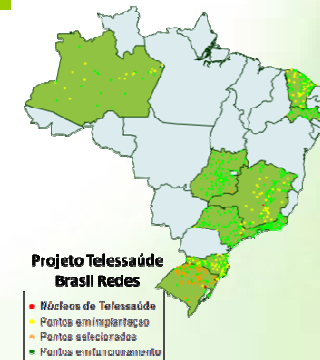 Projeto Telessaúde
Brasil Redes
Núcleos de Telessaúde
Pontos em implantação
Pontos selecionados
Pontos em funcionamento